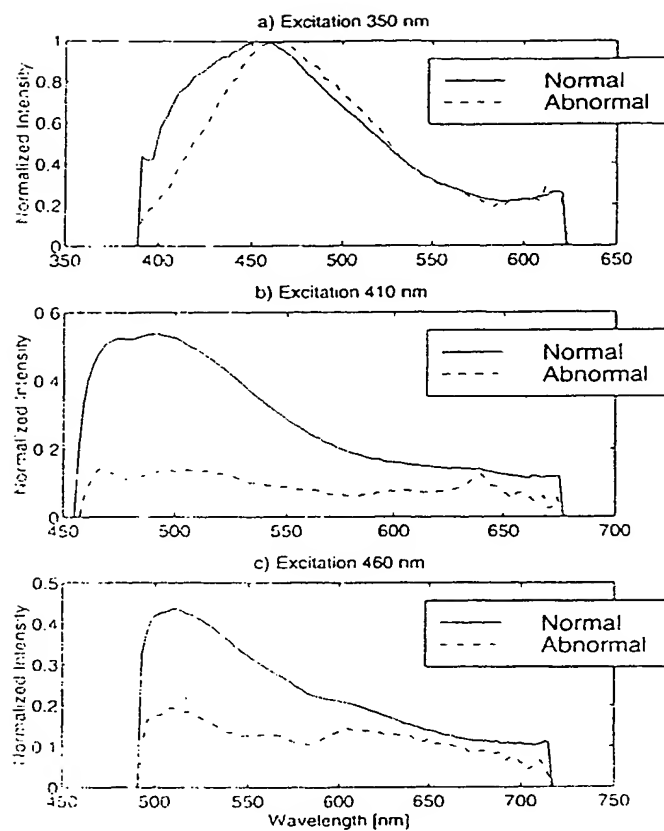 a) Excitation 350 nm
Normalized Intensity
1
0.8
0.6
0.4
0.2
0
350 400 450 500 550 600 650
Normal
Abnormal
b) Excitation 410 nm
Normalized Intensity
0 6
0 4
0 2
0
450 500 550 600 650 700
Normal
Abnormal
c) Excitation 460 nm
Normalized Intensity
0.5
0.4
0.3
0.2
0 1
0
450 500 550 600 650 700 750
Normal
Abnormal
Wavelength [nm]